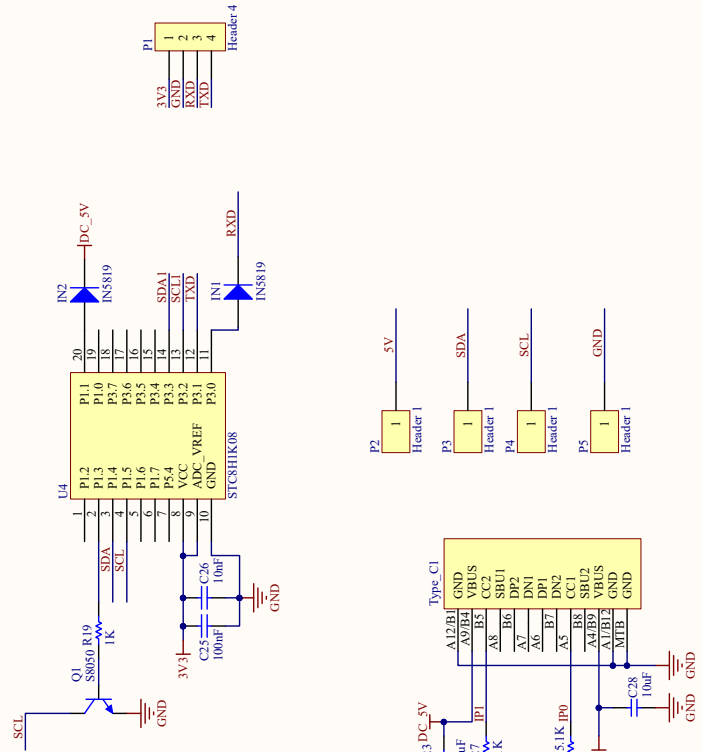 P1
1
2
3
4
Header 4
3V3
GND
RXD
TXD
DC_5V
IN2
IN5819
RXD
IN1
IN5819
SDA1
SCL1
TXD
20
19
18
17
16
15
14
13
12
11
P1.1
P1.0
P3.7
P3.6
P3.5
P3.4
P3.3
P3.2
P3.1
P3.0
U4
STC8H1K08
P1.2
P1.3
P1.4
P1.5
P1.6
P1.7
P5.4
VCC
ADC_VREF
GND
1
2
3
4
5
6
7
8
9
10
SDA
SCL
R19
1K
Q1
S8050
SCL
GND
C26
10nF
C25
100nF
3V3
GND
5V
P2
1
Header 1
SDA
P3
1
Header 1
SCL
P4
1
Header 1
GND
P5
1
Header 1
Type_C1
GND
VBUS
CC2
SBU1
DP2
DN1
DP1
DN2
CC1
SBU2
VBUS
GND
GND
A12/B1
A9/B4
B5
A8
B6
A7
A6
B7
A5
B8
A4/B9
A1/B12
MTB
GND
C28
10uF
GND
DC_5V
IP1
IP0
5.1K